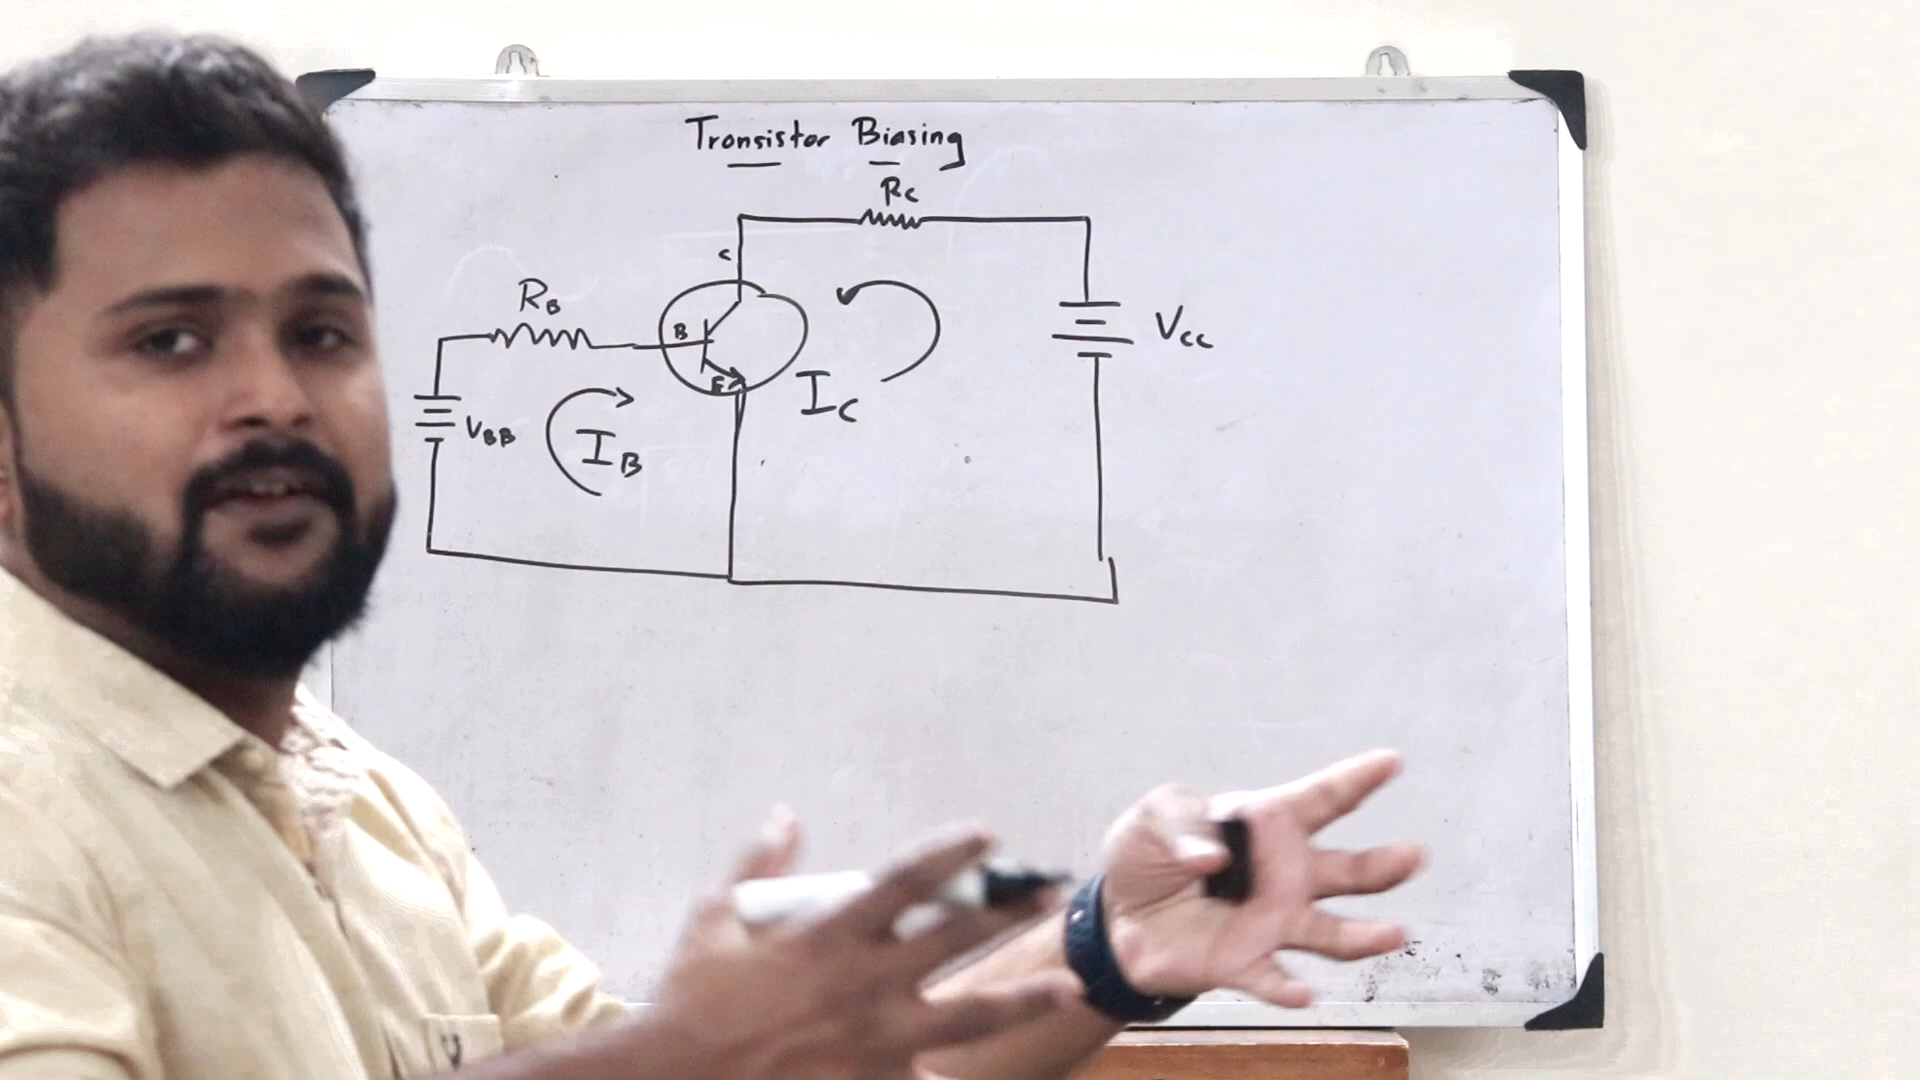 Transistor Biasing
RC
C
RB
B
E
VCC
IC
VBB
IB